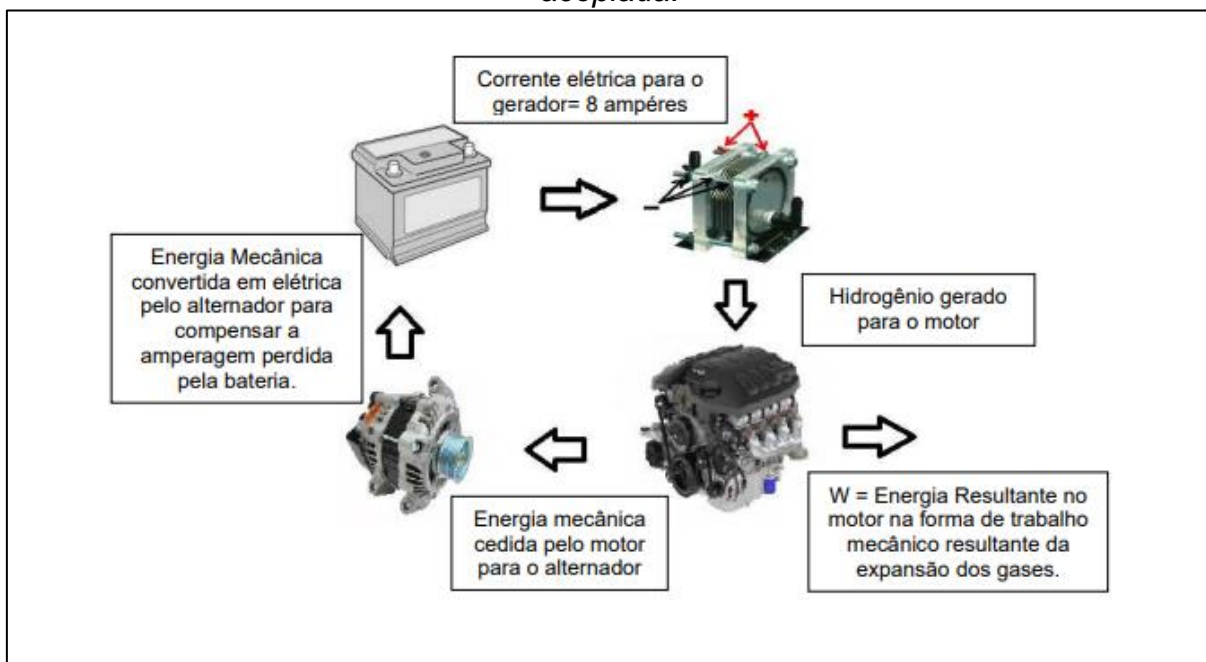 Corrente elétrica para o
gerador= 8 ampéres
+
–
Energia Mecânica
convertida em elétrica
pelo alternador para
compensar a
amperagem perdida
pela bateria.
Hidrogênio gerado
para o motor
Energia mecânica
cedida pelo motor
para o alternador
W = Energia Resultante no
motor na forma de trabalho
mecânico resultante da
expansão dos gases.